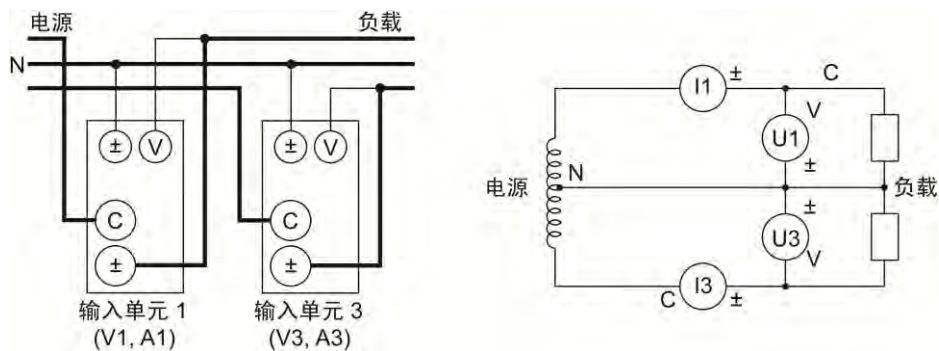 电源 负载
N
± V ± V
C C
± ±
输入单元 1 输入单元 3
(V1, A1) (V3, A3)
I1 ± C
V
U1
±
电源 N 负载
±
U3
V
C I3 ±